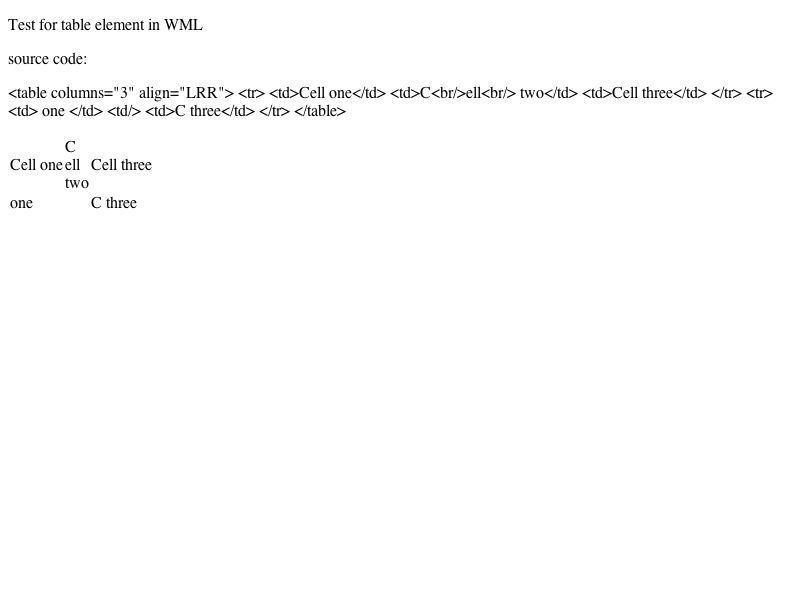 Test for table element in WML
source code:
<table columns="3" align="LRR"> <tr> <td>Cell one</td> <td>C<br/>ell<br/> two</td> <td>Cell three</td> </tr> <tr>
<td> one </td> <td/> <td>C three</td> </tr> </table>
C
Cell one ell Cell three
two
one C three